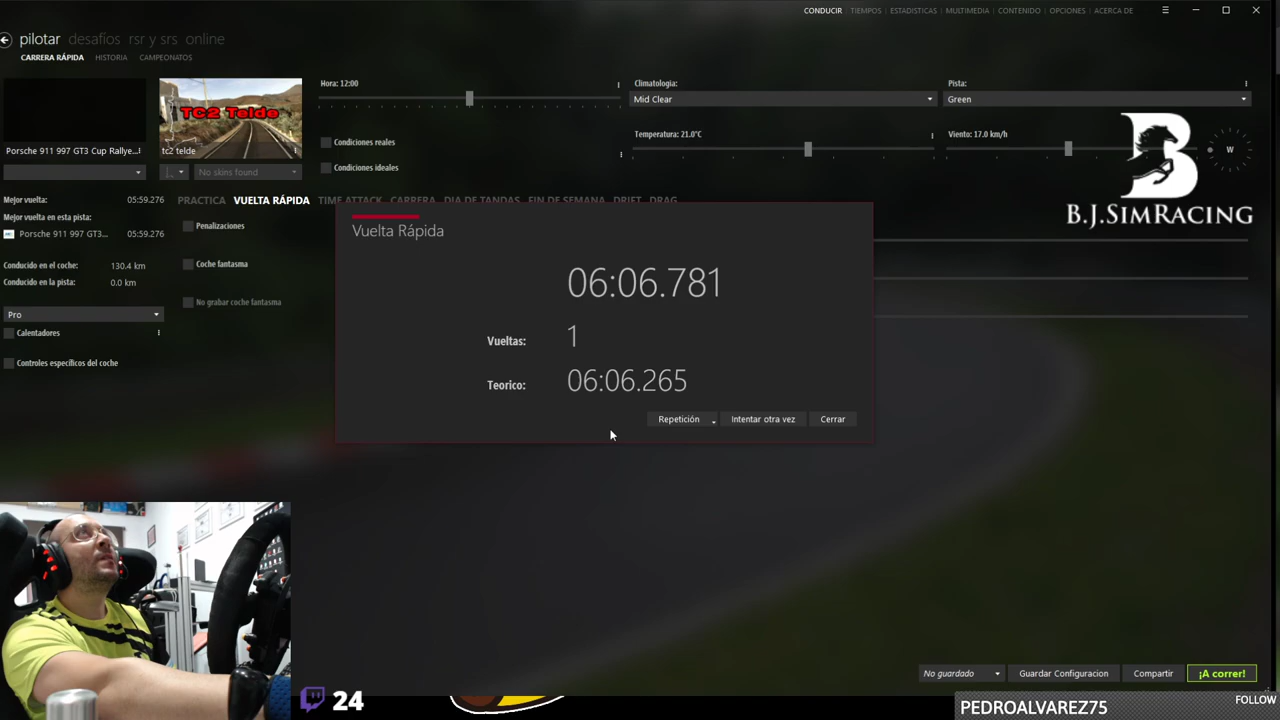 CONDUCIR TIEMPOS ESTADISTICAS MULTIMEDIA CONTENIDO OPCIONES ACERCA DE
pilotar desafíos rsr y srs online
CARRERA RÁPIDA HISTORIA CAMPEONATOS
Hora: 12:00
Climatologia:
Pista:
Mid Clear
Green
TC2 Telde
Condiciones reales
Temperatura: 21.0°C
Viento: 17.0 km/h
W
Porsche 911 997 GT3 Cup Rallye...
tc2 telde
Condiciones ideales
No skins found
B.J.SIMRACING
Mejor vuelta: 05:59.276
PRACTICA VUELTA RÁPIDA TIME ATTACK CARRERA DIA DE TANDAS FIN DE SEMANA DRIFT DRAG
Mejor vuelta en esta pista:
Porsche 911 997 GT3... 05:59.276
Penalizaciones
Conducido en el coche: 130.4 km
Coche fantasma
Conducido en la pista: 0.0 km
No grabar coche fantasma
Pro
Calentadores
Controles específicos del coche
Vuelta Rápida
06:06.781
Vueltas: 1
Teorico: 06:06.265
Repetición Intentar otra vez Cerrar
No guardado Guardar Configuracion Compartir ¡A correr!
24
FOLLOW
PEDROALVAREZ75